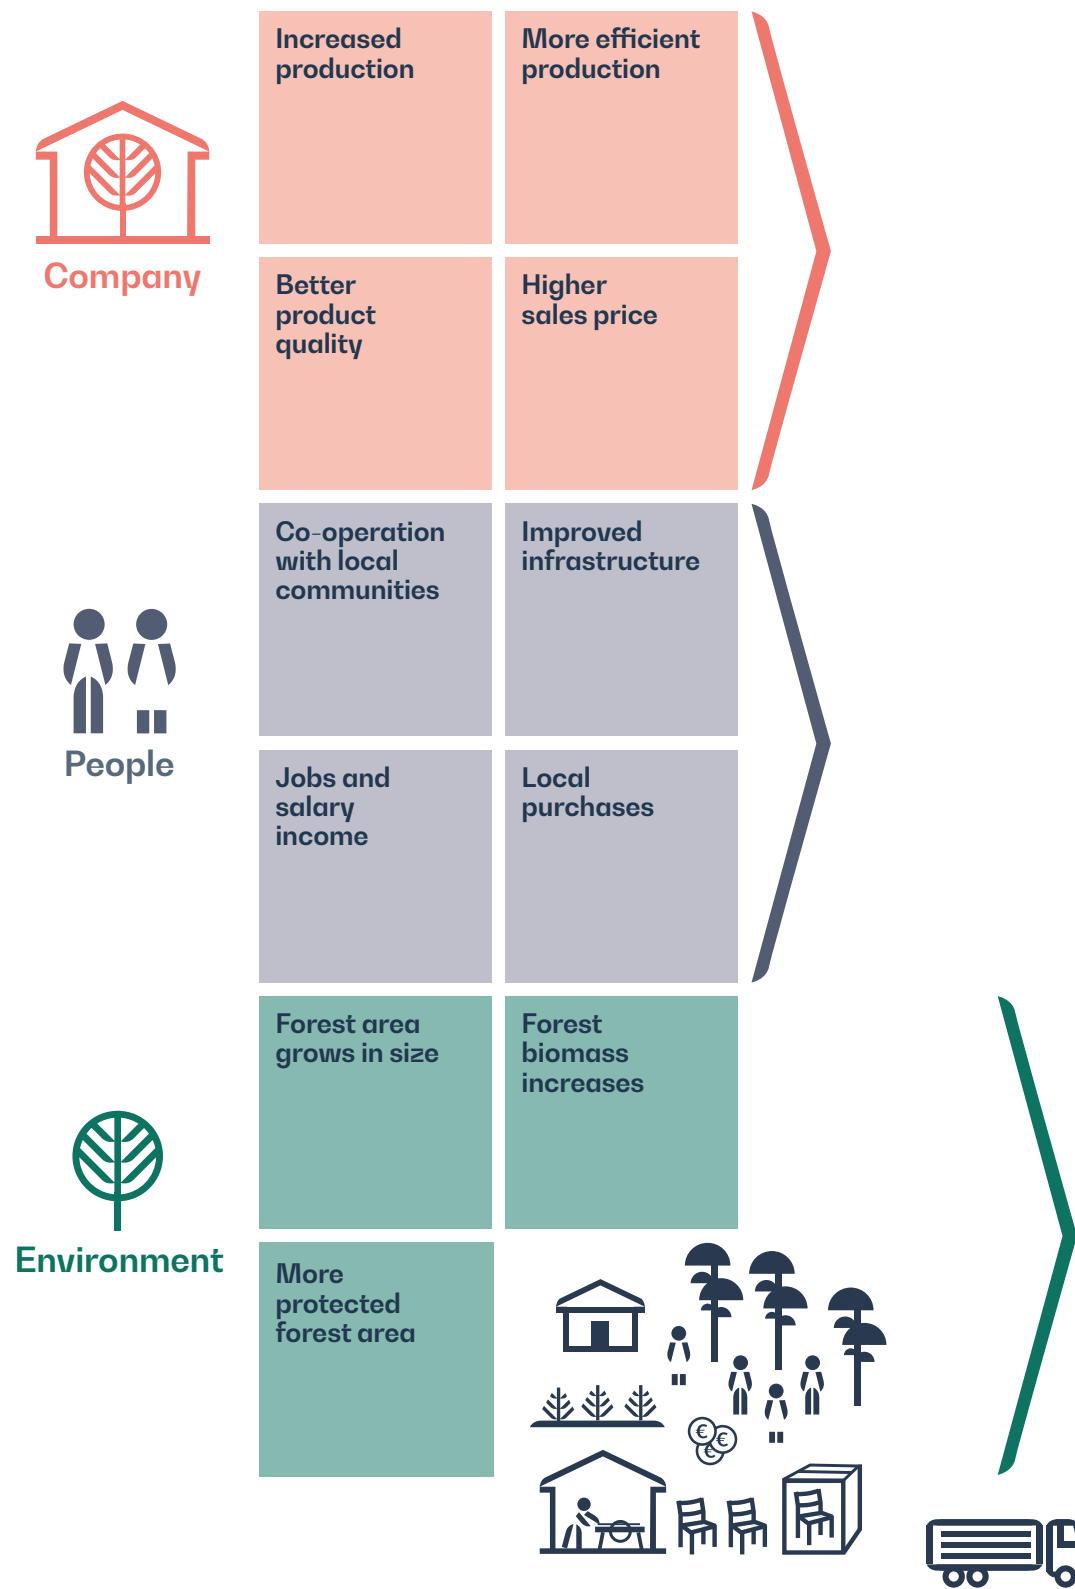 Increased
production
More efficient
production
Company
Better
product
quality
Higher
sales price
Co-operation
with local
communities
Improved
infrastructure
People
Jobs and
salary
income
Local
purchases
Forest area
grows in size
Forest
biomass
increases
Environment
More
protected
forest area
€
€
€